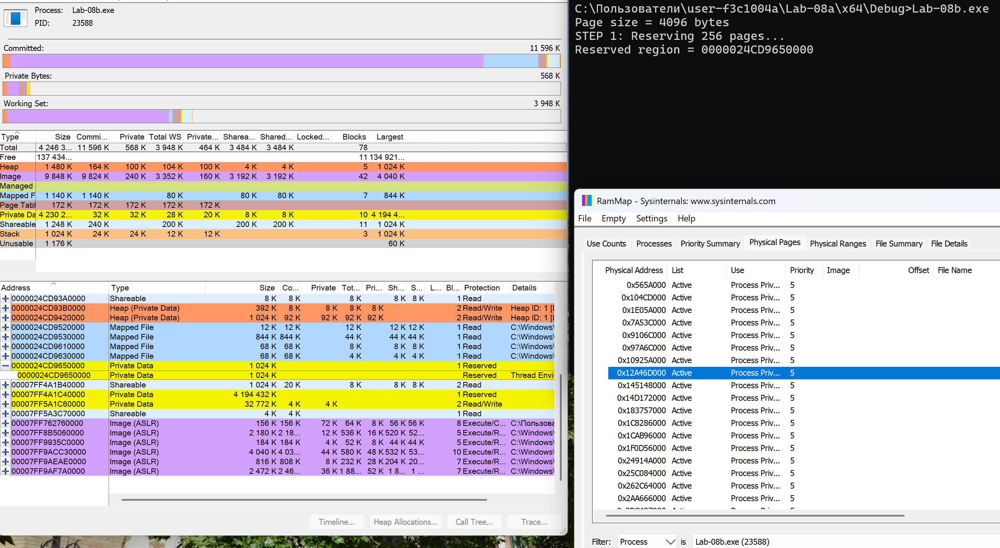 Process: Lab-08b.exe
PID: 23588
Committed: 11 596 K
Private Bytes: 568 K
Working Set: 3 948 K
Type Size Commi... Private Total WS Private... Sharea... Shared... Locked... Blocks Largest
Total 4 246 3... 11 596 K 568 K 3 948 K 464 K 3 484 K 3 484 K 78
Free 137 434... 11 134 921...
Heap 1 480 K 164 K 100 K 104 K 100 K 4 K 4 K 5 1 024 K
Image 9 848 K 9 824 K 240 K 3 352 K 160 K 3 192 K 3 192 K 42 4 040 K
Managed
Mapped F 1 140 K 1 140 K 80 K 80 K 80 K 7 844 K
Page Tabl 172 K 172 K 172 K 172 K 172 K
Private Da 4 230 2... 32 K 32 K 28 K 20 K 8 K 8 K 10 4 194 4...
Shareable 1 248 K 240 K 200 K 200 K 200 K 11 1 024 K
Stack 1 024 K 24 K 24 K 12 K 12 K 3 1 024 K
Unusable 1 176 K 60 K
Address Type Size Co... Private Tot... Pri... Sh... S... L... Bl... Protection Details
0000024CD93A0000 Shareable 8 K 8 K 8 K 8 K 8 K 1 Read
0000024CD93B0000 Heap (Private Data) 392 K 8 K 8 K 8 K 8 K 2 Read/Write Heap ID: 1 [L
0000024CD9420000 Heap (Private Data) 1 024 K 92 K 92 K 92 K 92 K 2 Read/Write Heap ID: 1 [L
0000024CD9520000 Mapped File 12 K 12 K 12 K 12 K 12 K 1 Read C:\Windows\
0000024CD9530000 Mapped File 844 K 844 K 44 K 44 K 44 K 1 Read C:\Windows\
0000024CD9610000 Mapped File 68 K 68 K 8 K 8 K 8 K 1 Read C:\Windows\
0000024CD9630000 Mapped File 68 K 68 K 4 K 4 K 4 K 1 Read C:\Windows\
0000024CD9650000 Private Data 1 024 K 1 Reserved
0000024CD9650000 Private Data 1 024 K Reserved Thread Envi
00007FF4A1B40000 Shareable 1 024 K 20 K 8 K 8 K 8 K 2 Read
00007FF4A1C40000 Private Data 4 194 432 K 1 Reserved
00007FF5A1C60000 Private Data 32 772 K 4 K 4 K 2 Read/Write
00007FF5A3C70000 Shareable 4 K 4 K 1 Read
00007FF762760000 Image (ASLR) 156 K 156 K 72 K 64 K 8 K 56 K 56 K 8 Execute/C... C:\Пользова
00007FF8B5060000 Image (ASLR) 2 180 K 2 18... 12 K 536 K 16 K 520 K 52... 5 Execute/R... C:\Windows\
00007FF9935C0000 Image (ASLR) 184 K 184 K 4 K 52 K 8 K 44 K 44 K 5 Execute/R... C:\Windows\
00007FF9ACC30000 Image (ASLR) 4 040 K 4 03... 44 K 580 K 48 K 532 K 53... 10 Execute/R... C:\Windows\
00007FF9AEAE0000 Image (ASLR) 816 K 808 K 8 K 232 K 28 K 204 K 20... 7 Execute/R... C:\Windows\
00007FF9AF7A0000 Image (ASLR) 2 472 K 2 46... 36 K 1 88... 52 K 1 8... 1 ... 7 Execute/R... C:\Windows\
Timeline... Heap Allocations... Call Tree... Trace...
C:\Пользователи\user-f3c1004a\Lab-08a\x64\Debug>Lab-08b.exe
Page size = 4096 bytes
STEP 1: Reserving 256 pages...
Reserved region = 0000024CD9650000
RamMap - Sysinternals: www.sysinternals.com
File Empty Settings Help
Use Counts Processes Priority Summary Physical Pages Physical Ranges File Summary File Details
Physical Address List Use Priority Image Offset File Name
0x565A000 Active Process Priv... 5
0x104CD000 Active Process Priv... 5
0x1E05A000 Active Process Priv... 5
0x7A53C000 Active Process Priv... 5
0x9106C000 Active Process Priv... 5
0x97A6C000 Active Process Priv... 5
0x10925A000 Active Process Priv... 5
0x12A46D000 Active Process Priv... 5
0x145148000 Active Process Priv... 5
0x14D172000 Active Process Priv... 5
0x183757000 Active Process Priv... 5
0x1C8286000 Active Process Priv... 5
0x1CAB96000 Active Process Priv... 5
0x1F0D56000 Active Process Priv... 5
0x24914A000 Active Process Priv... 5
0x25C084000 Active Process Priv... 5
0x262C64000 Active Process Priv... 5
0x2AA666000 Active Process Priv... 5
Filter: Process is Lab-08b.exe (23588)